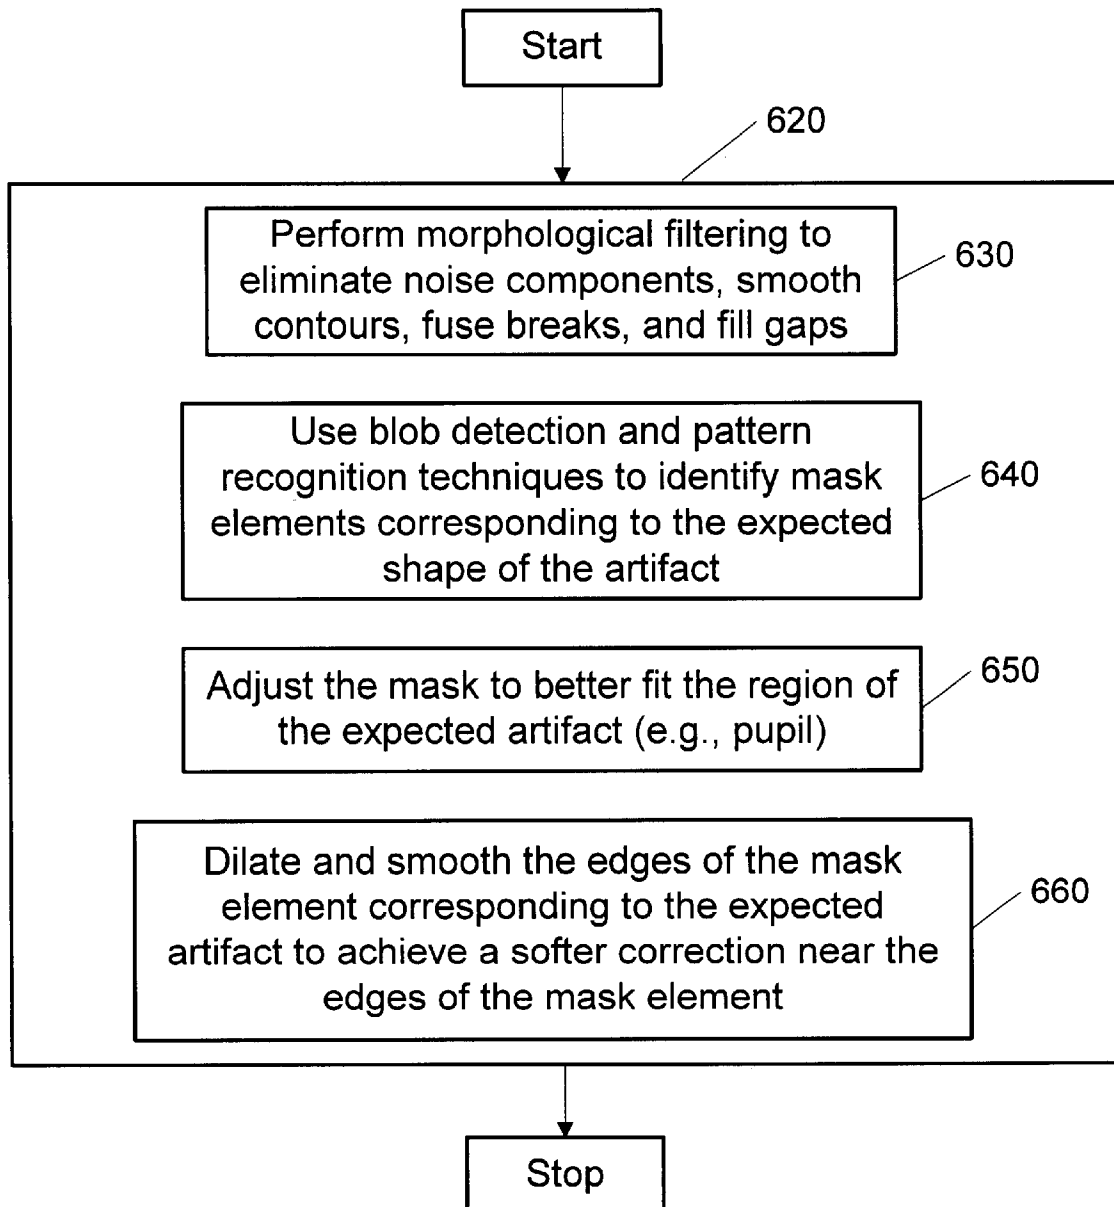 Start
620
Perform morphological filtering to
eliminate noise components, smooth
contours, fuse breaks, and fill gaps
630
Use blob detection and pattern
recognition techniques to identify mask
elements corresponding to the expected
shape of the artifact
640
Adjust the mask to better fit the region of
the expected artifact (e.g., pupil)
650
Dilate and smooth the edges of the mask
element corresponding to the expected
artifact to achieve a softer correction near the
edges of the mask element
660
Stop